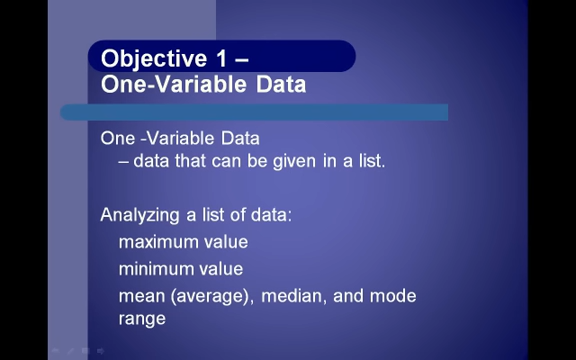 Objective 1 –
One-Variable Data
One -Variable Data
– data that can be given in a list.
Analyzing a list of data:
maximum value
minimum value
mean (average), median, and mode
range